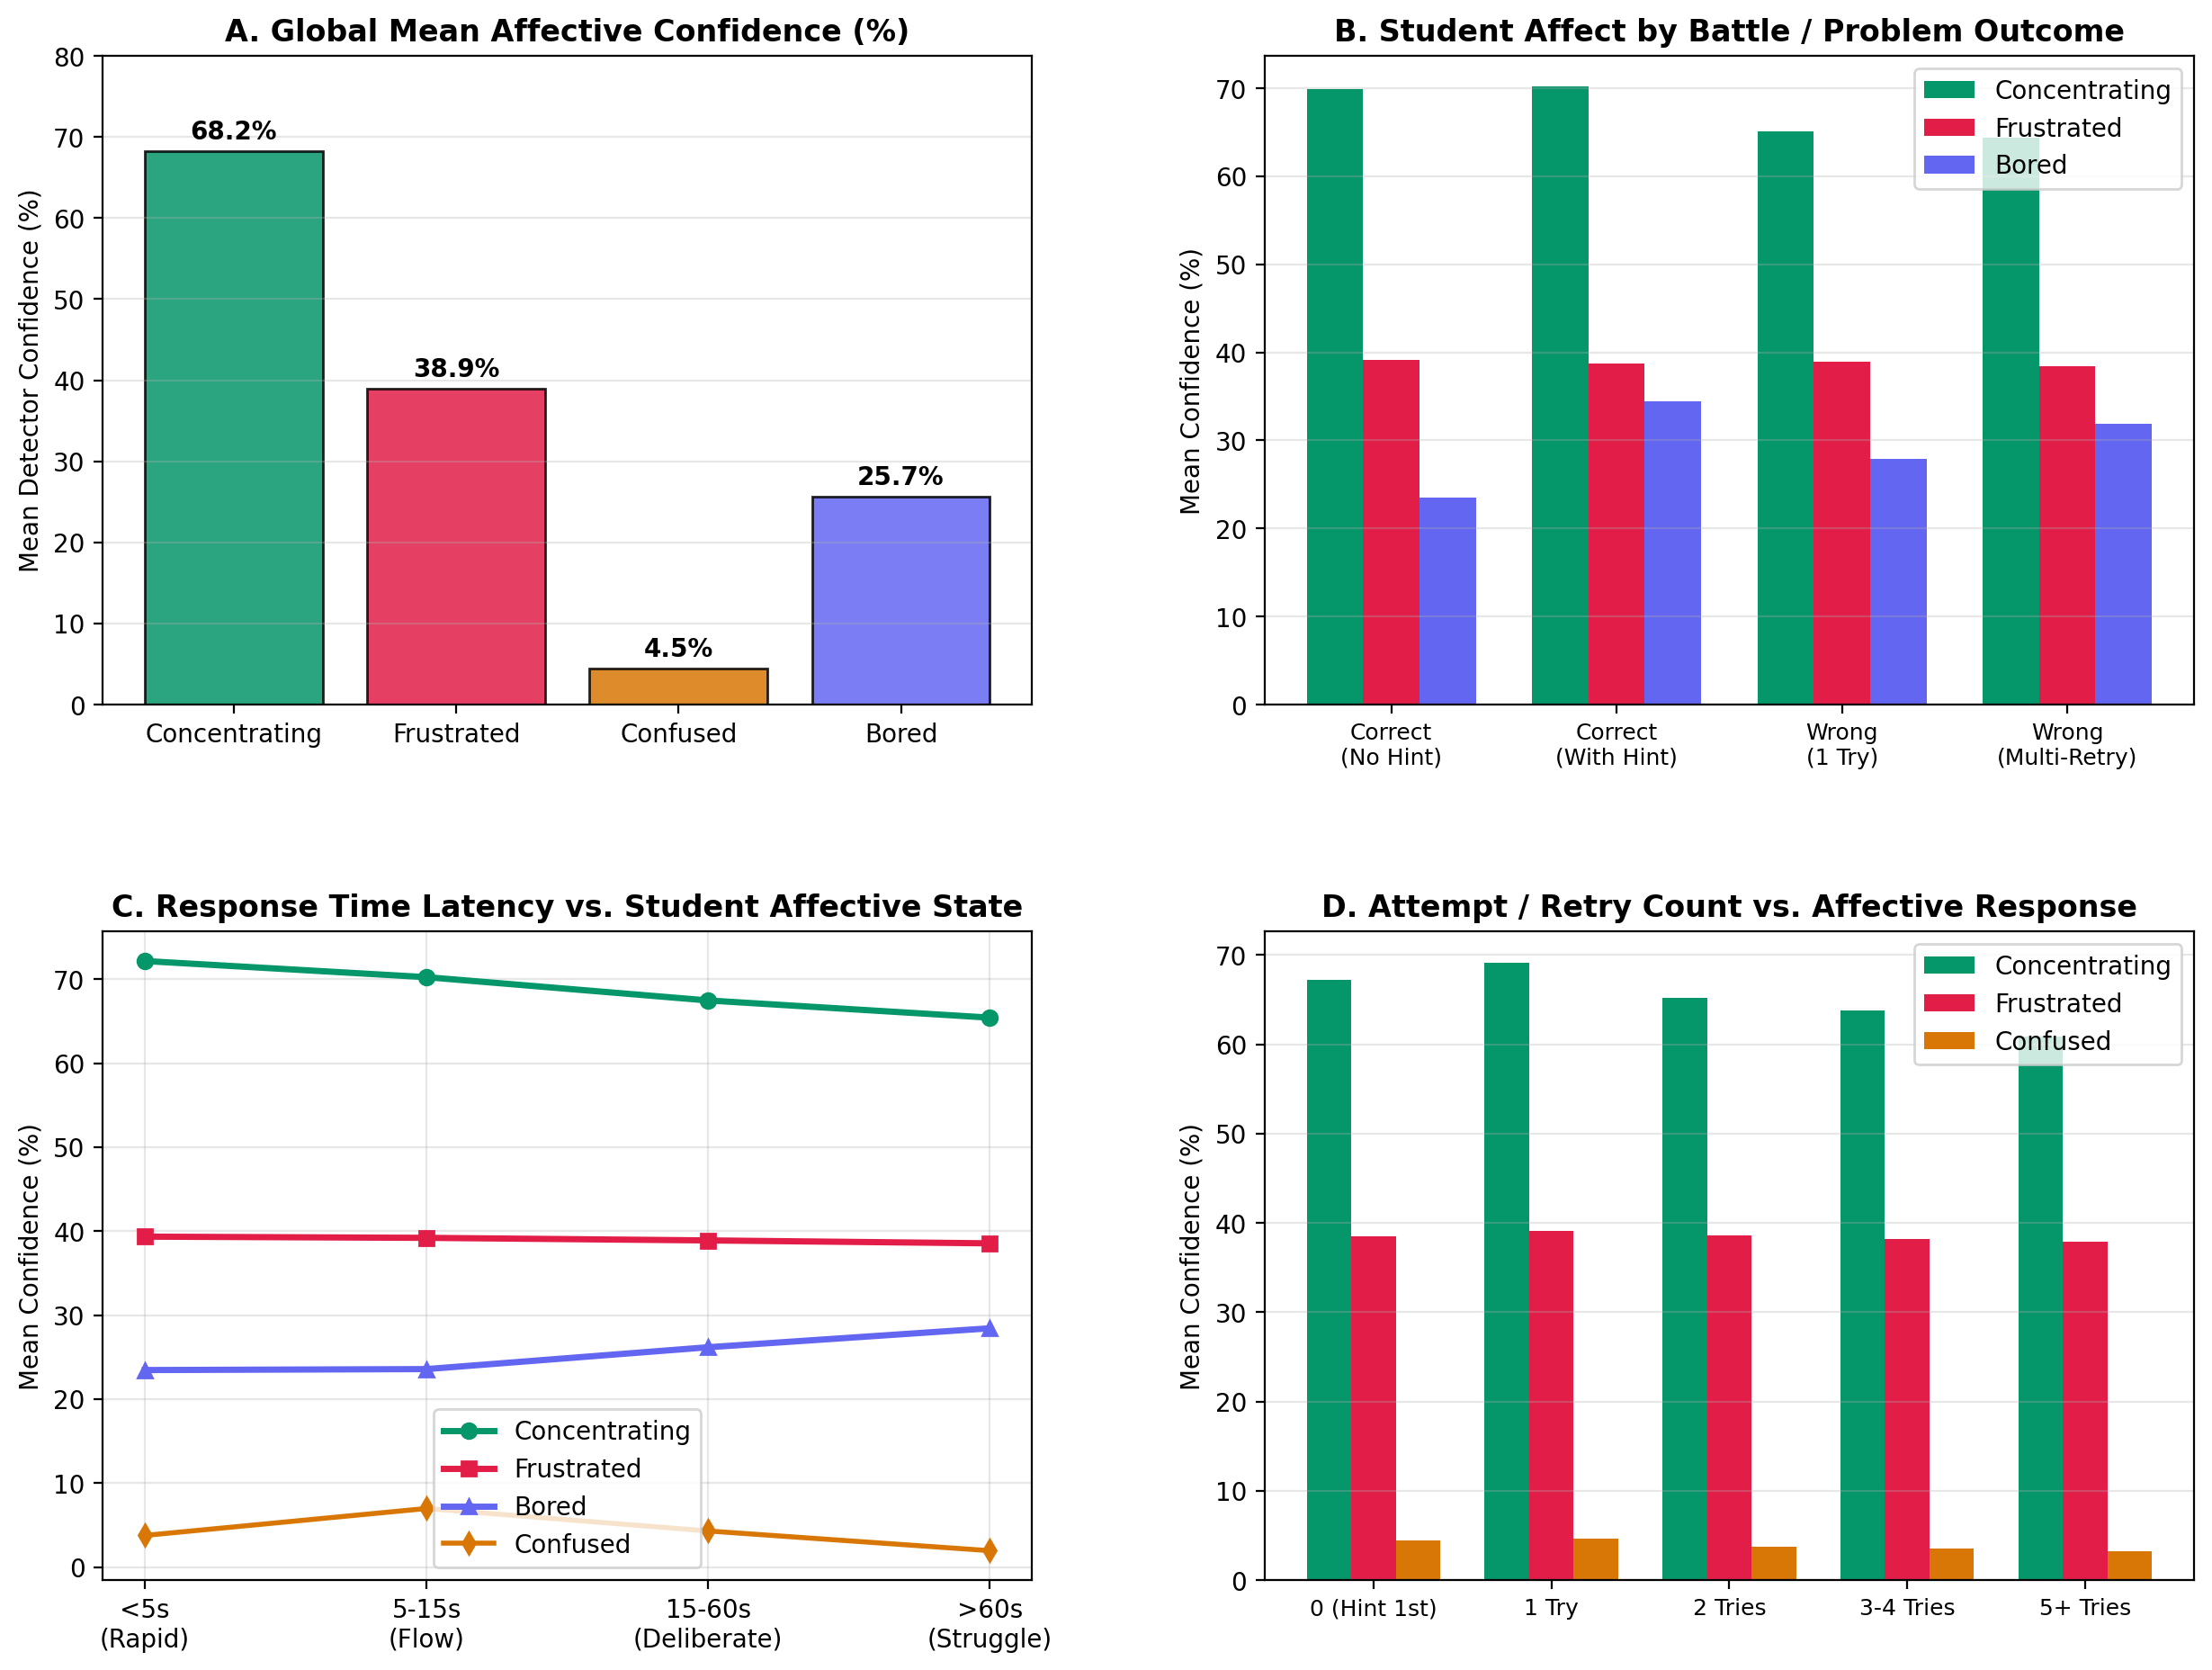 A. Global Mean Affective Confidence (%)
Mean Detector Confidence (%)
80
70
60
50
40
30
20
10
0
68.2%
38.9%
4.5%
25.7%
Concentrating
Frustrated
Confused
Bored
B. Student Affect by Battle / Problem Outcome
Mean Confidence (%)
70
60
50
40
30
20
10
0
Concentrating
Frustrated
Bored
Correct
(No Hint)
Correct
(With Hint)
Wrong
(1 Try)
Wrong
(Multi-Retry)
C. Response Time Latency vs. Student Affective State
Mean Confidence (%)
70
60
50
40
30
20
10
0
Concentrating
Frustrated
Bored
Confused
<5s
(Rapid)
5-15s
(Flow)
15-60s
(Deliberate)
>60s
(Struggle)
D. Attempt / Retry Count vs. Affective Response
Mean Confidence (%)
70
60
50
40
30
20
10
0
Concentrating
Frustrated
Confused
0 (Hint 1st)
1 Try
2 Tries
3-4 Tries
5+ Tries